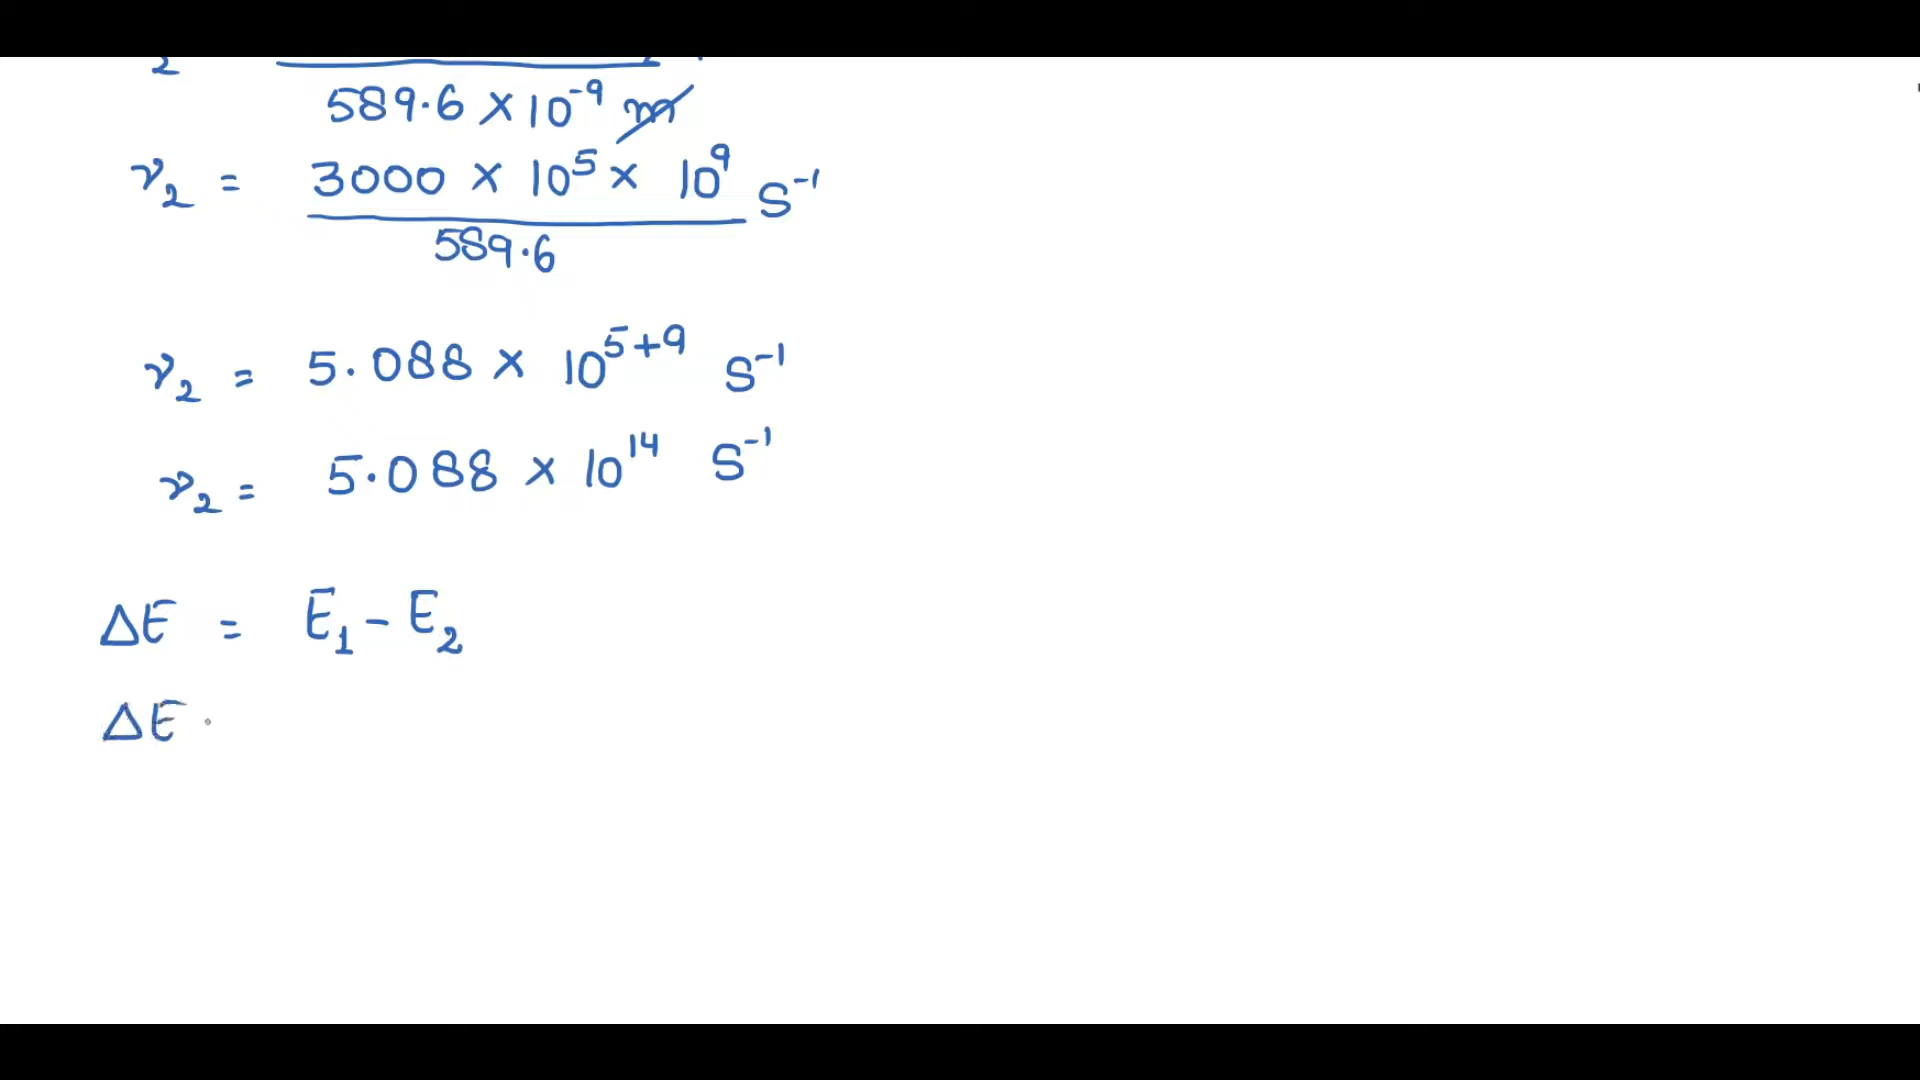 2
589.6 × 10⁻⁹ m
ν₂ = 3000 × 10⁵ × 10⁹ S⁻¹
589.6
ν₂ = 5.088 × 10⁵⁺⁹ S⁻¹
ν₂ = 5.088 × 10¹⁴ S⁻¹
ΔE = E₁ - E₂
ΔE